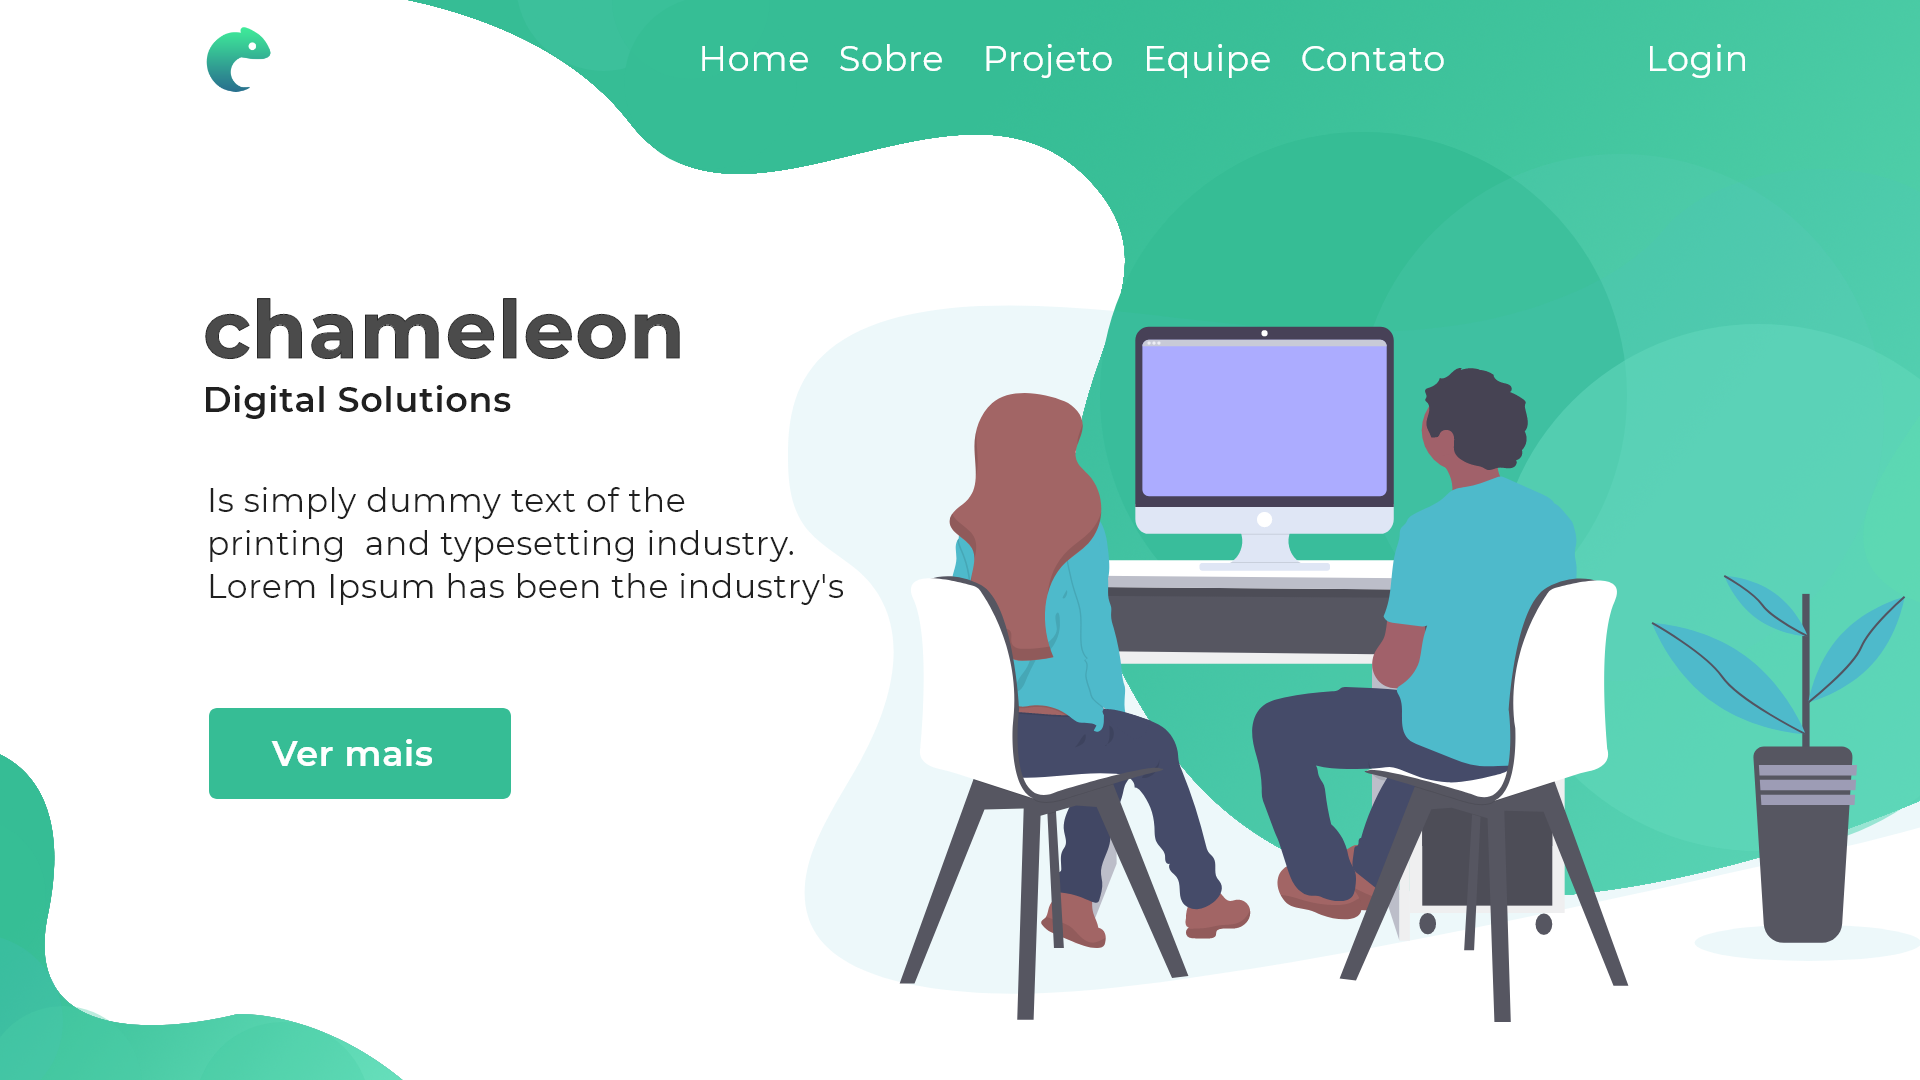 Home Sobre Projeto Equipe Contato Login
chameleon
Digital Solutions
Is simply dummy text of the
printing  and typesetting industry.
Lorem Ipsum has been the industry's
Ver mais